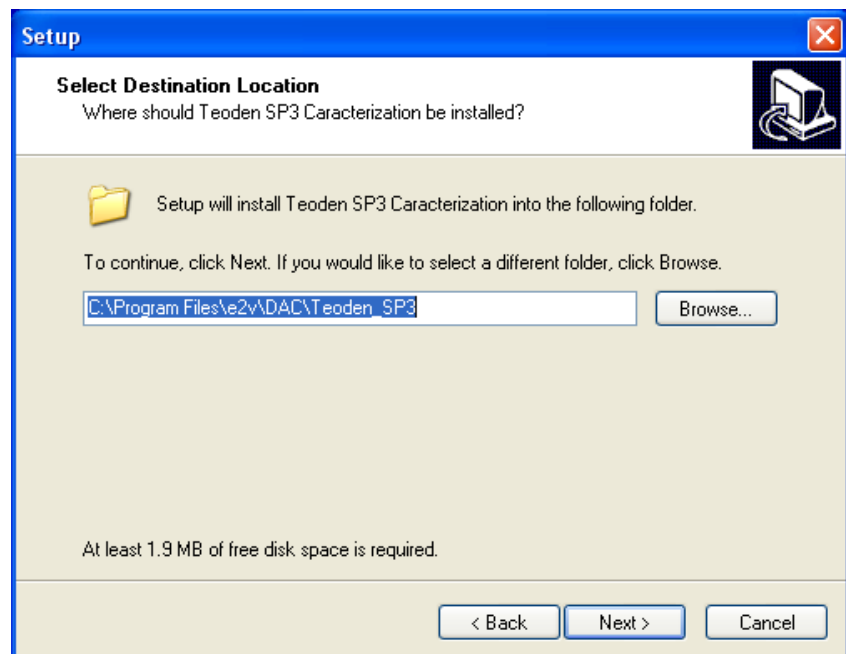 Setup
Select Destination Location
Where should Teoden SP3 Caracterization be installed?
Setup will install Teoden SP3 Caracterization into the following folder.
To continue, click Next. If you would like to select a different folder, click Browse.
C:\Program Files\e2v\DAC\Teoden_SP3
Browse...
At least 1.9 MB of free disk space is required.
< Back
Next >
Cancel